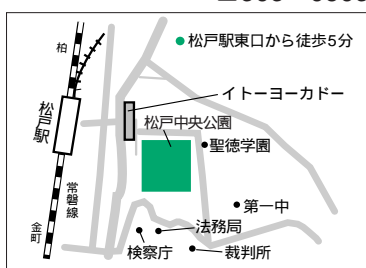 ●松戸駅東口から徒歩5分
柏
イトーヨーカドー
松戸駅
松戸中央公園
聖徳学園
常磐線
第一中
法務局
金町
検察庁
裁判所